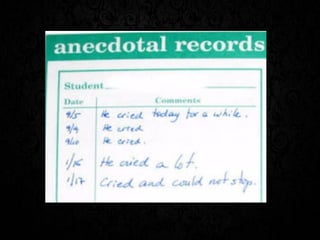 anecdotal records
Student
Date Comments
9/5 He cried today for a while.
9/9 He cried
9/10 He cried.
1/16 He cried a lot.
1/17 Cried and could not stop.